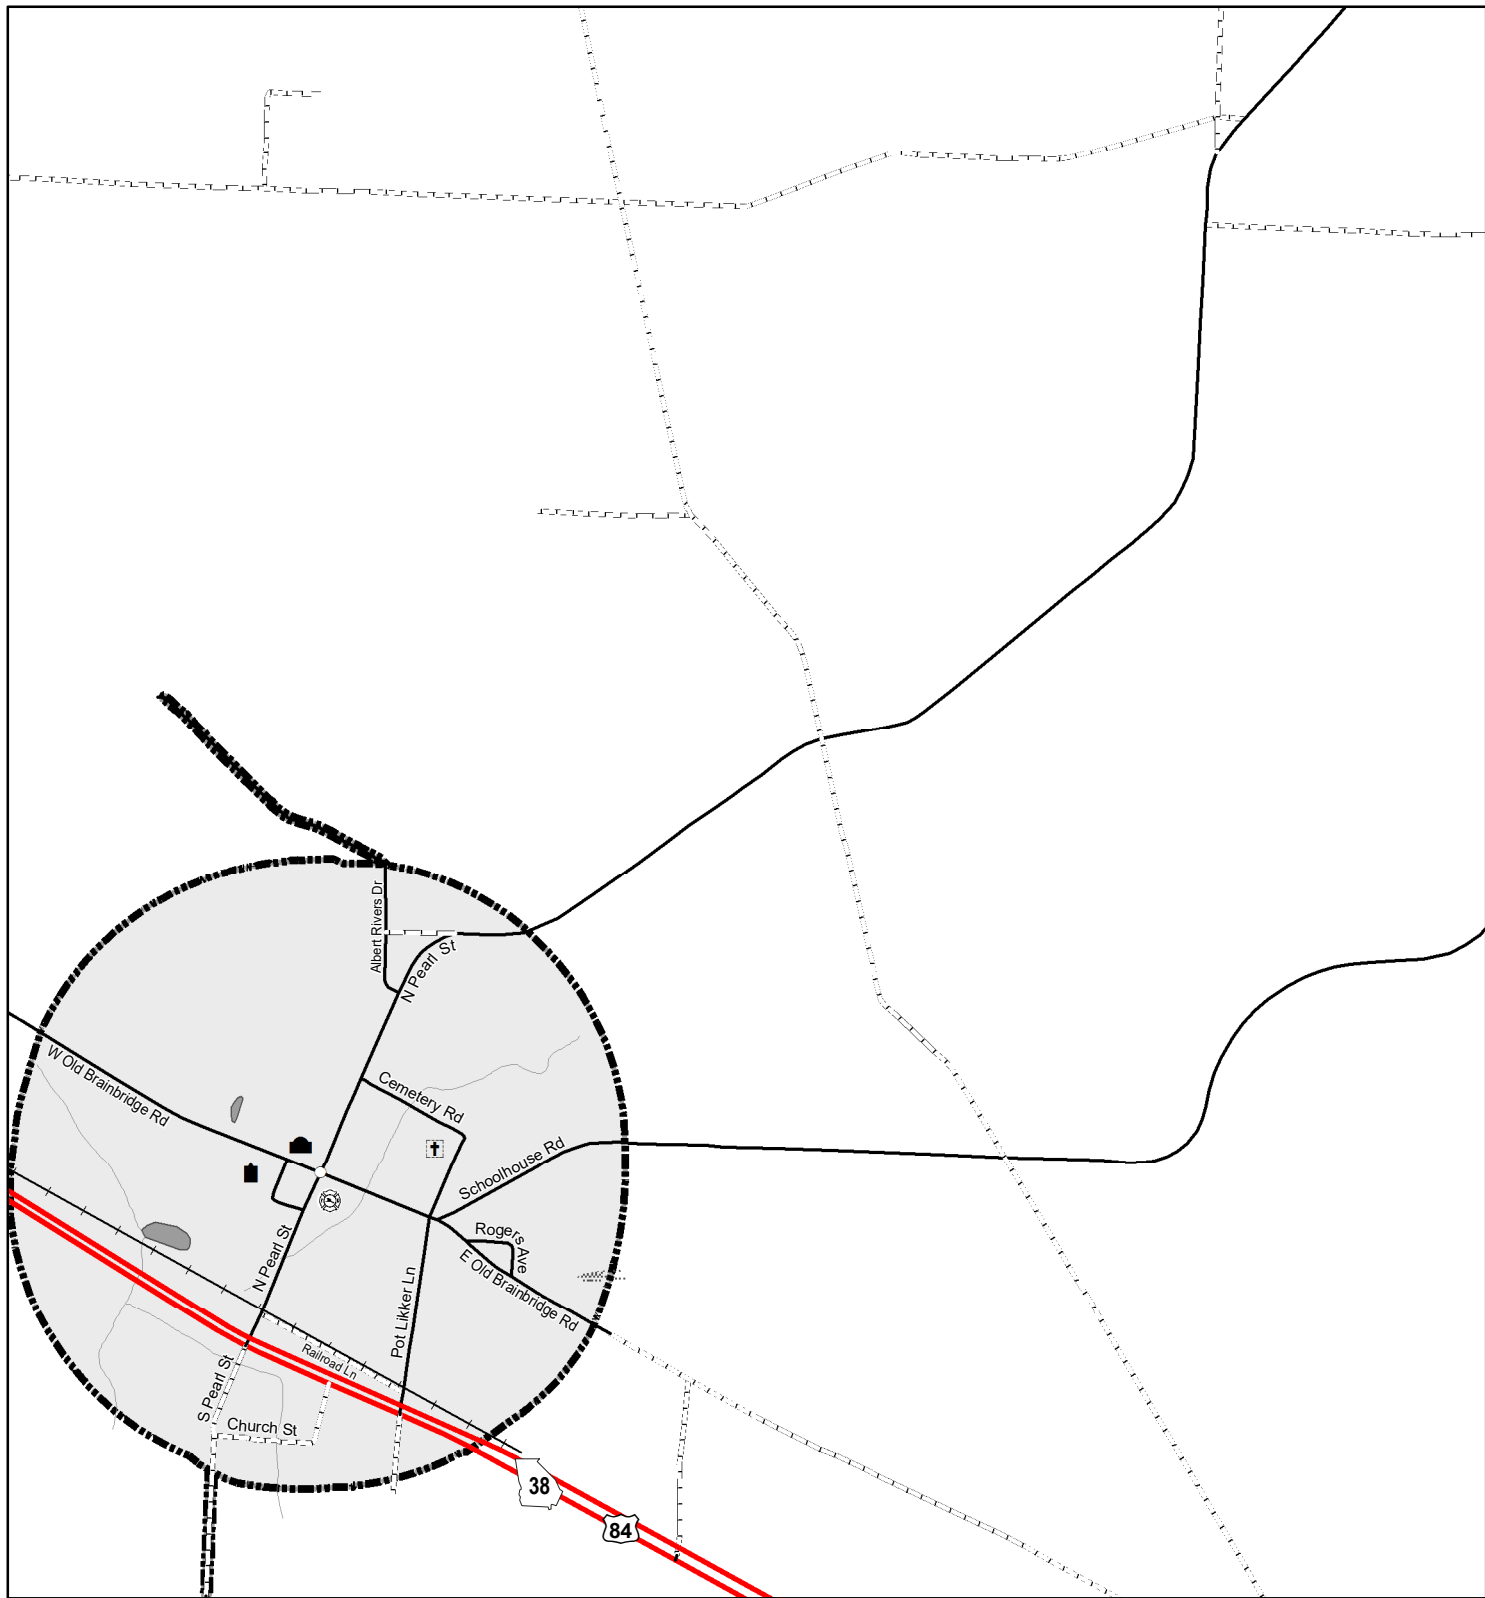 Albert Rivers Dr
N Pearl St
W Old Brainbridge Rd
Cemetery Rd
Schoolhouse Rd
Rogers Ave
E Old Brainbridge Rd
N Pearl St
Pot Likker Ln
Railroad Ln
S Pearl St
Church St
38
84